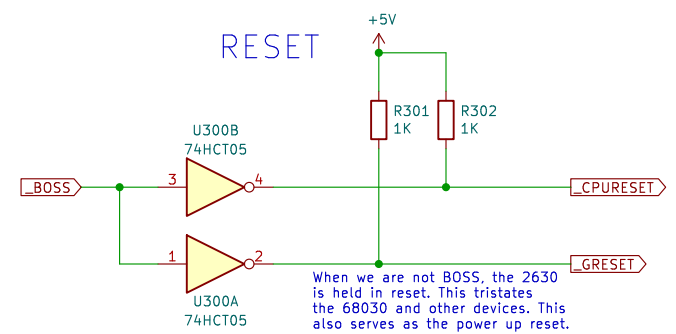 +5V
RESET
R301
1K
R302
1K
U300B
74HCT05
_BOSS
3
4
_CPURESET
1
2
_GRESET
U300A
74HCT05
When we are not BOSS, the 2630
is held in reset. This tristates
the 68030 and other devices. This
also serves as the power up reset.